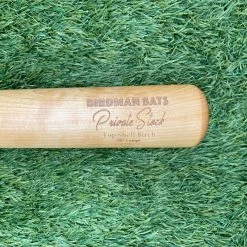 BIRDMAN BATS
Private Stock
Top Shelf Birch